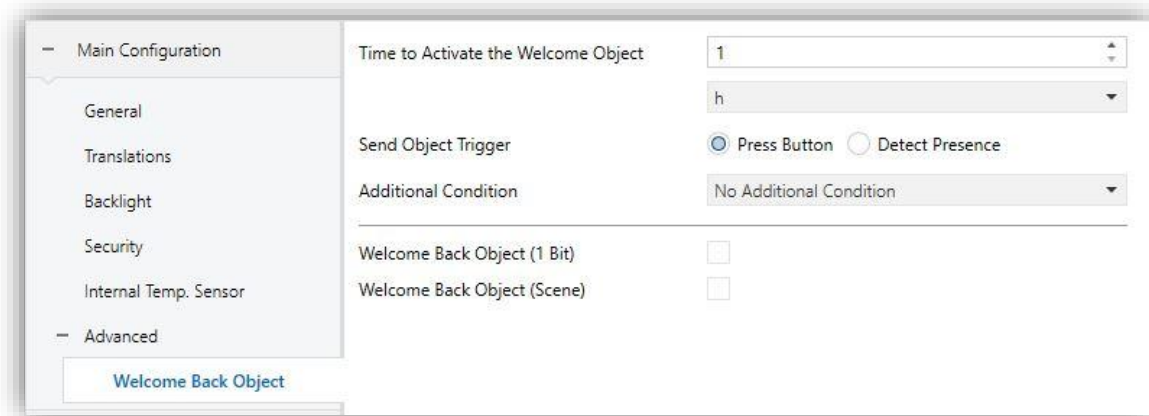 Main Configuration
General
Translations
Backlight
Security
Internal Temp. Sensor
Advanced
Welcome Back Object
Time to Activate the Welcome Object
1
h
Send Object Trigger
Press Button
Detect Presence
Additional Condition
No Additional Condition
Welcome Back Object (1 Bit)
Welcome Back Object (Scene)